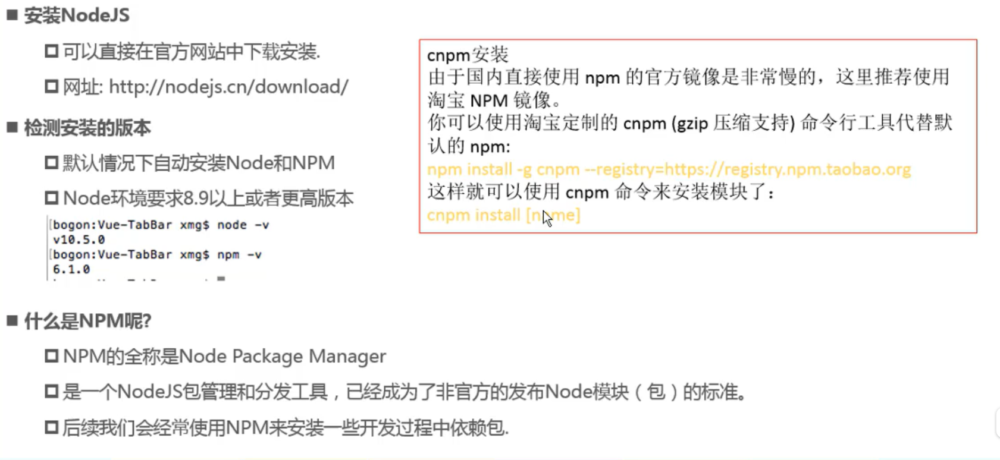 安装NodeJS
可以直接在官方网站中下载安装.
网址: http://nodejs.cn/download/
检测安装的版本
默认情况下自动安装Node和NPM
Node环境要求8.9以上或者更高版本
[bogon:Vue-TabBar xmg$ node -v
v10.5.0
[bogon:Vue-TabBar xmg$ npm -v
6.1.0
cnpm安装
由于国内直接使用 npm 的官方镜像是非常慢的，这里推荐使用
淘宝 NPM 镜像。
你可以使用淘宝定制的 cnpm (gzip 压缩支持) 命令行工具代替默
认的 npm:
npm install -g cnpm --registry=https://registry.npm.taobao.org
这样就可以使用 cnpm 命令来安装模块了：
cnpm install [name]
什么是NPM呢?
NPM的全称是Node Package Manager
是一个NodeJS包管理和分发工具，已经成为了非官方的发布Node模块（包）的标准。
后续我们会经常使用NPM来安装一些开发过程中依赖包.